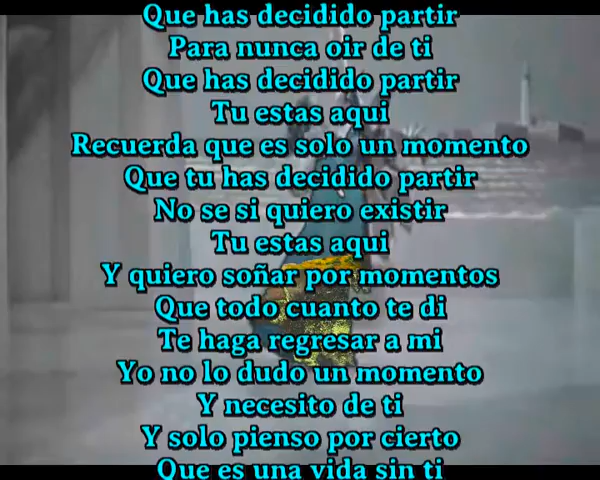 Que has decidido partir
Para nunca oir de ti
Que has decidido partir
Tu estas aqui
Recuerda que es solo un momento
Que tu has decidido partir
No se si quiero existir
Tu estas aqui
Y quiero soñar por momentos
Que todo cuanto te di
Te haga regresar a mi
Yo no lo dudo un momento
Y necesito de ti
Y solo pienso por cierto
Que es una vida sin ti